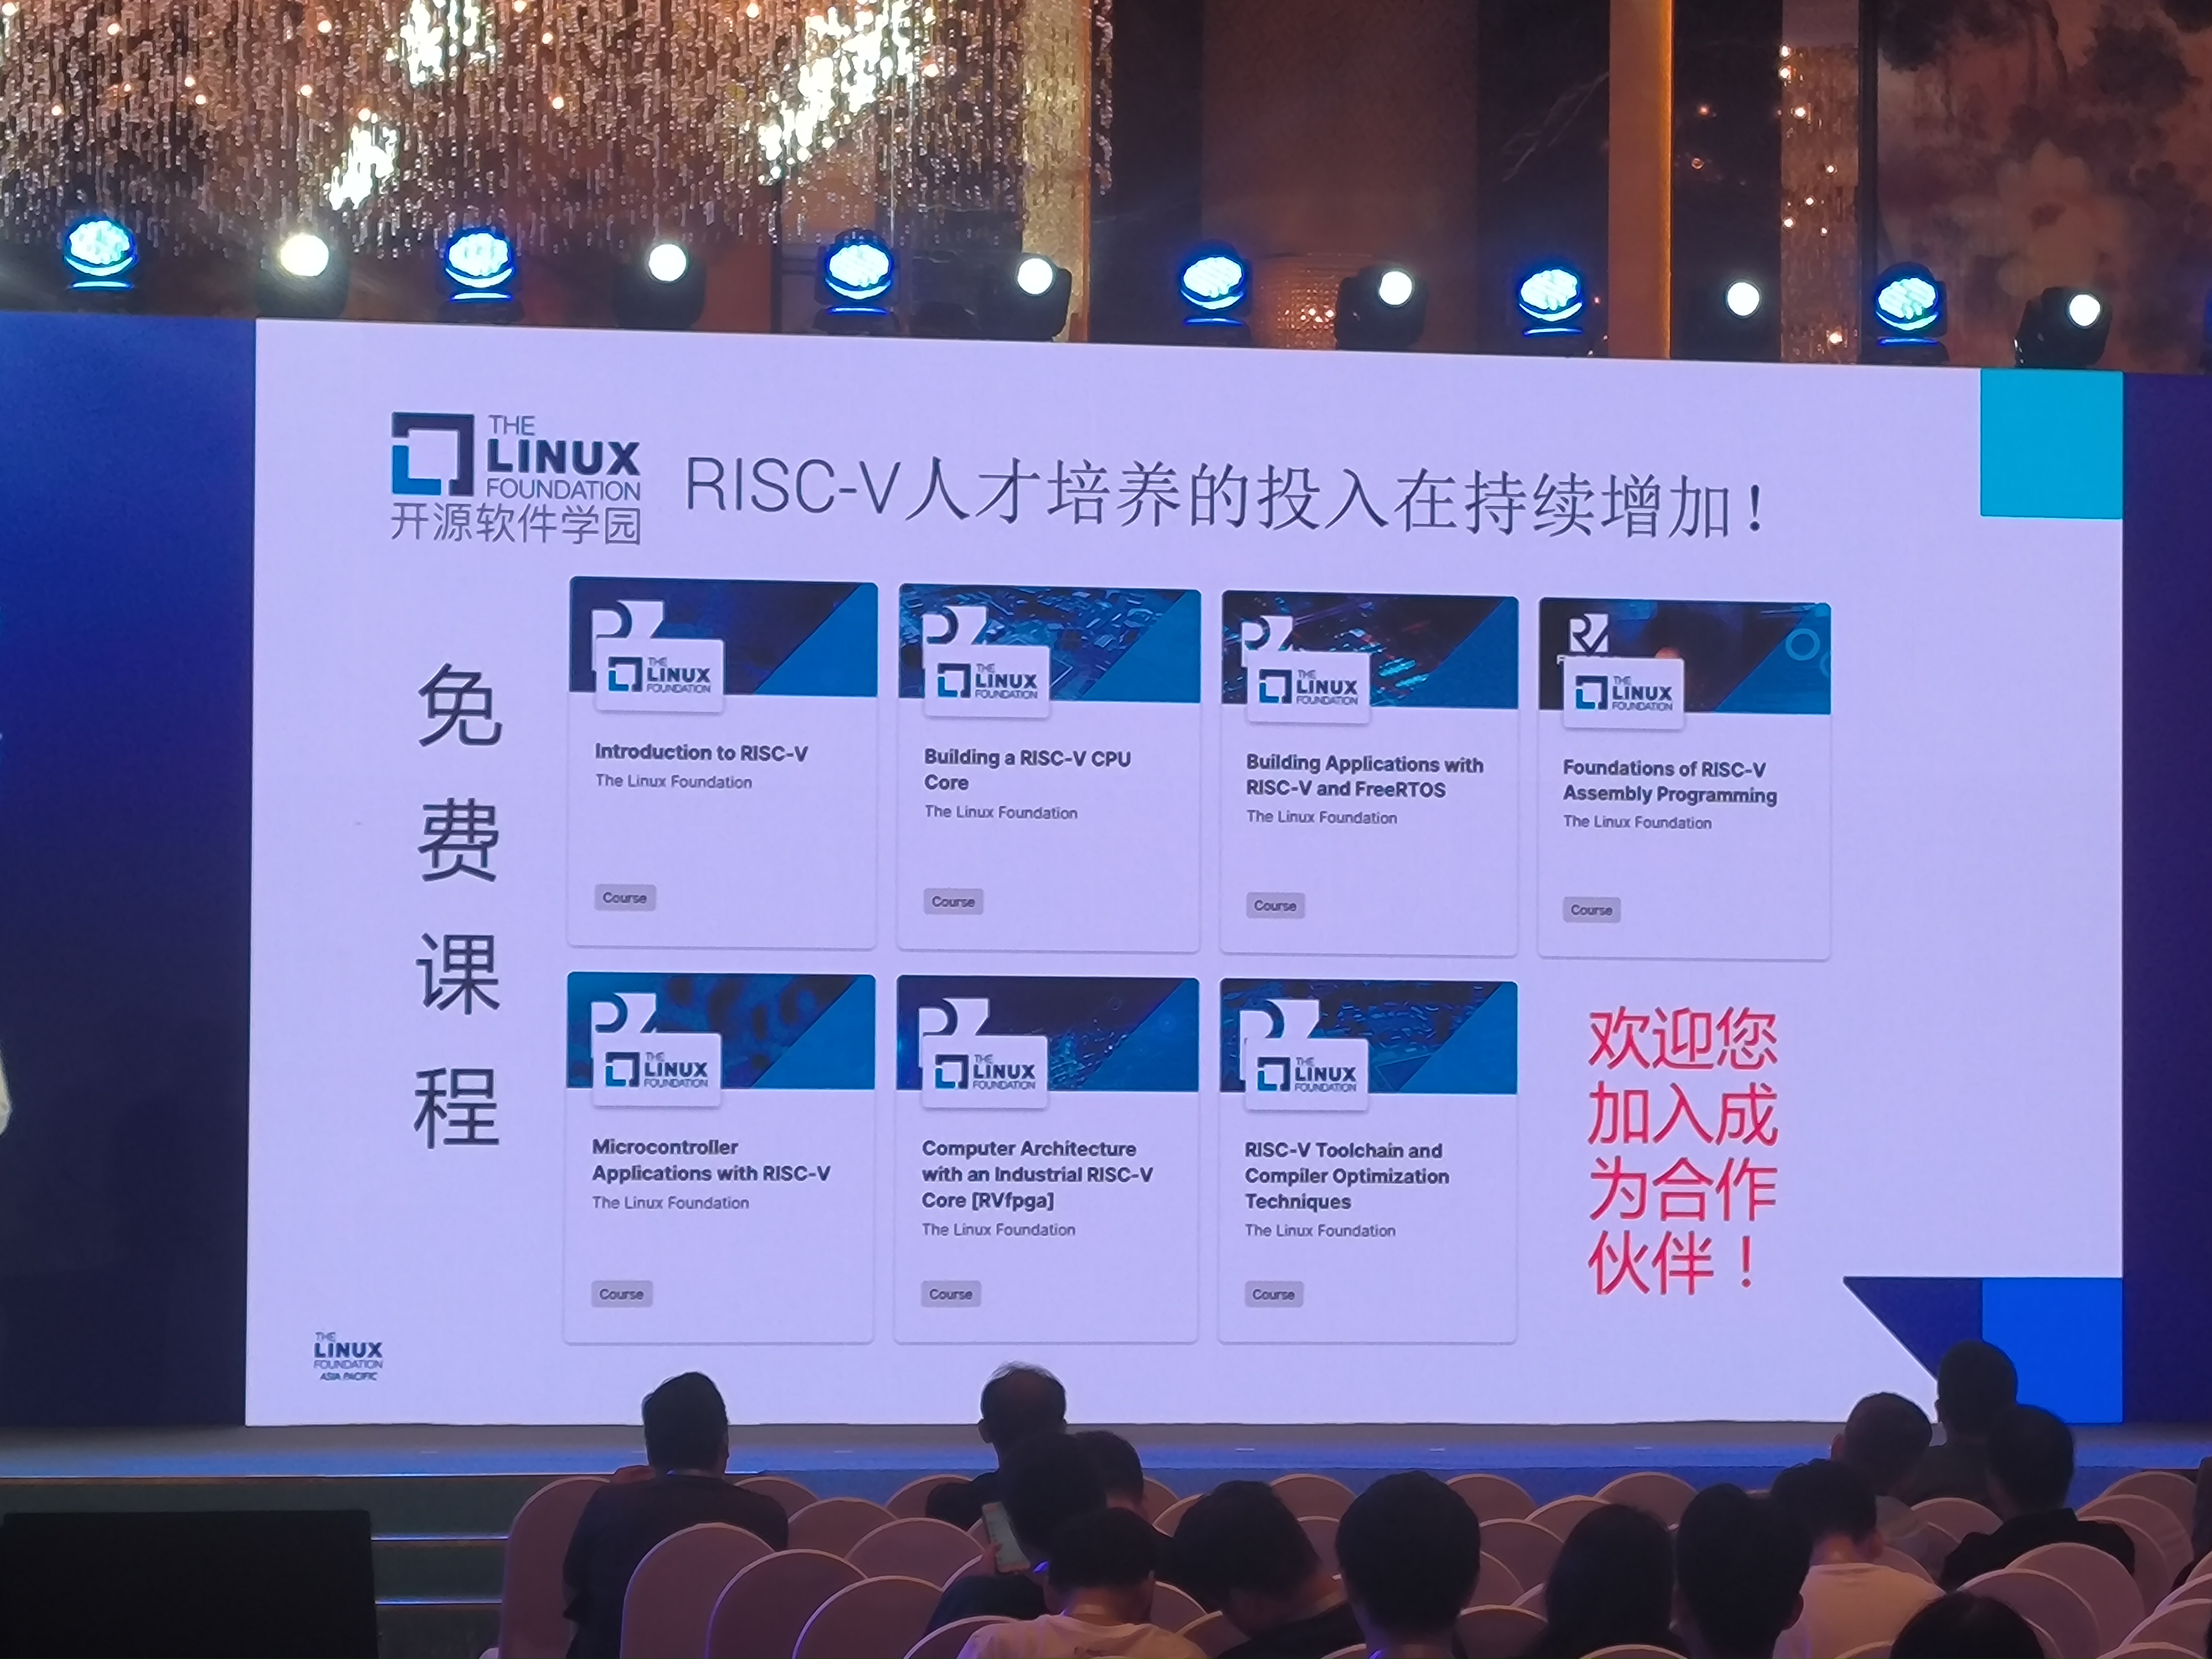 THE
LINUX
FOUNDATION
开源软件学园
RISC-V人才培养的投入在持续增加！
免
费
课
程
THE
LINUX
FOUNDATION
Introduction to RISC-V
The Linux Foundation
Course
THE
LINUX
FOUNDATION
Building a RISC-V CPU
Core
The Linux Foundation
Course
THE
LINUX
FOUNDATION
Building Applications with
RISC-V and FreeRTOS
The Linux Foundation
Course
THE
LINUX
FOUNDATION
Foundations of RISC-V
Assembly Programming
The Linux Foundation
Course
THE
LINUX
FOUNDATION
Microcontroller
Applications with RISC-V
The Linux Foundation
Course
THE
LINUX
FOUNDATION
Computer Architecture
with an Industrial RISC-V
Core [RVfpga]
The Linux Foundation
Course
THE
LINUX
FOUNDATION
RISC-V Toolchain and
Compiler Optimization
Techniques
The Linux Foundation
Course
欢迎您
加入成
为合作
伙伴！
THE
LINUX
FOUNDATION
ASIA PACIFIC